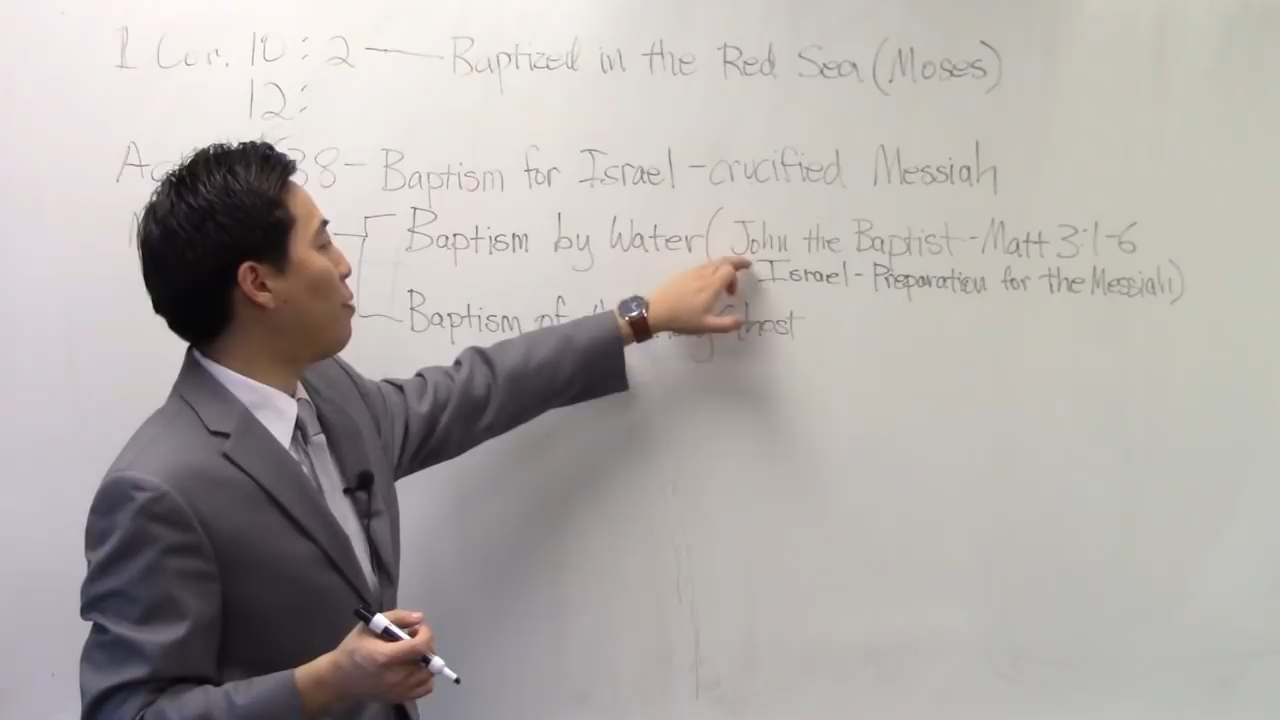 1 Cor. 10:2 — Baptized in the Red Sea (Moses)
12:
38 - Baptism for Israel - crucified Messiah
Baptism by Water ( John the Baptist - Matt 3:1-6
Israel - Preparation for the Messiah)
Baptism of Ghost